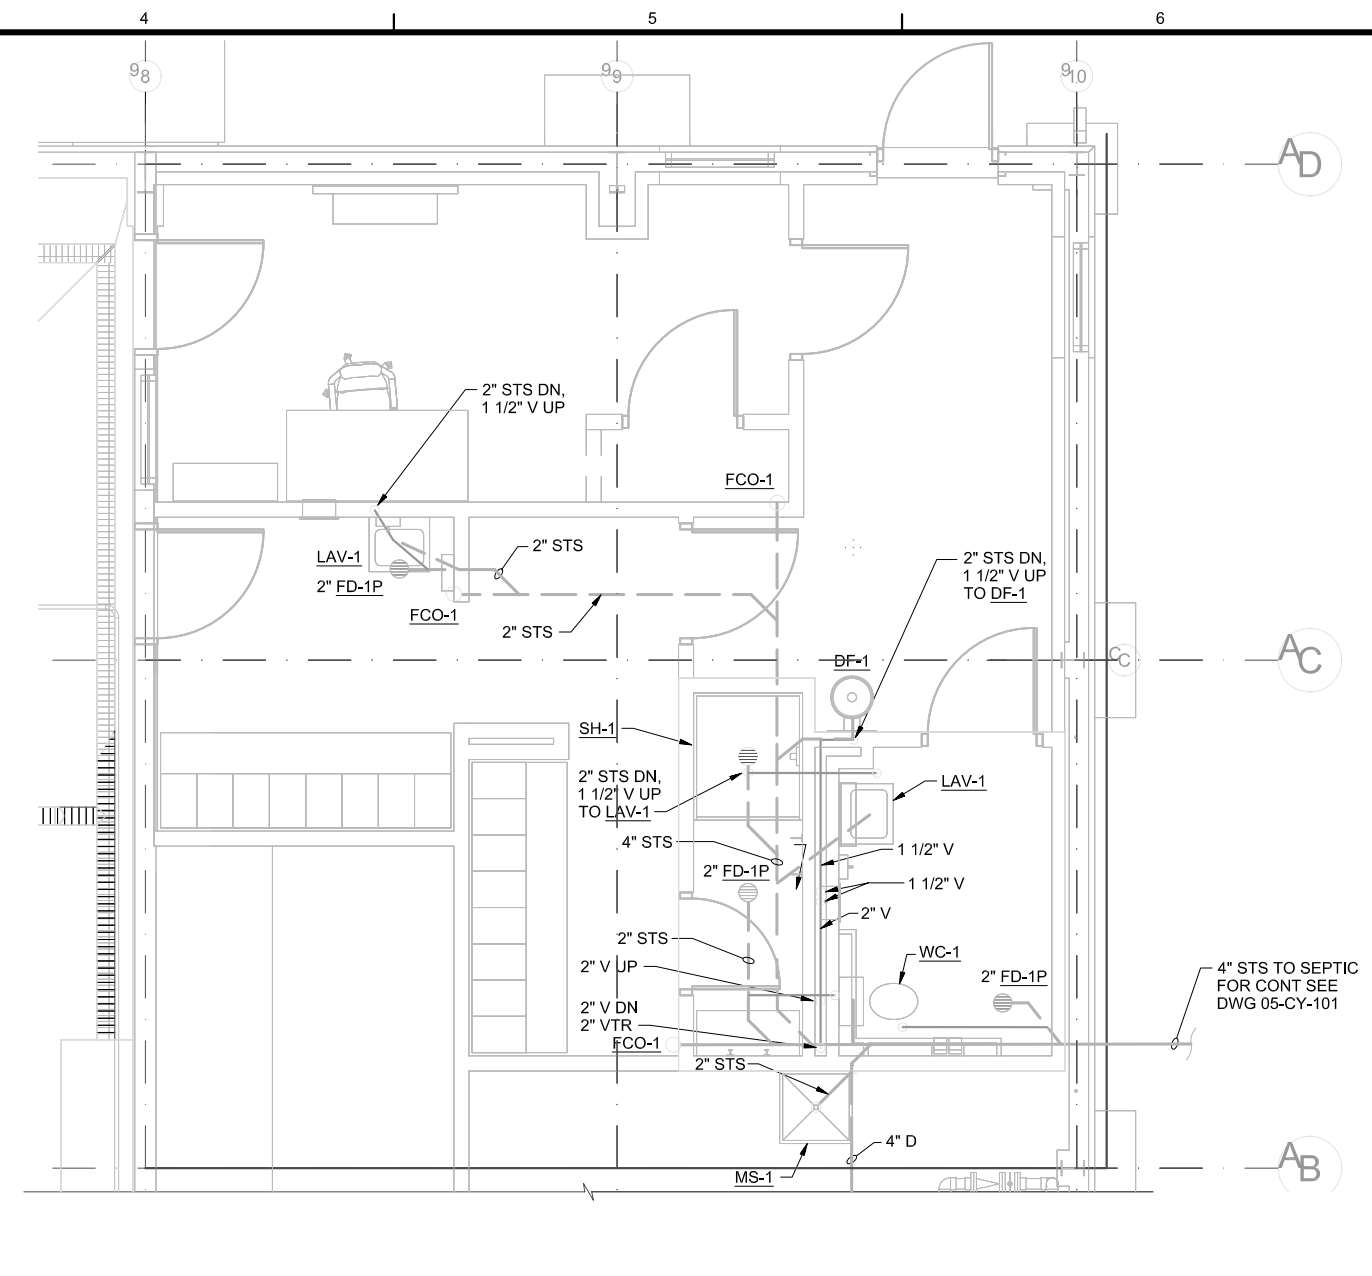 4
5
6
9
8
9
9
9
10
AD
2" STS DN,
1 1/2" V UP
FCO-1
2" STS
LAV-1
2" FD-1P
FCO-1
2" STS
2" STS DN,
1 1/2" V UP
TO DF-1
DF-1
CC
AC
SH-1
2" STS DN,
1 1/2" V UP
TO LAV-1
LAV-1
4" STS
1 1/2" V
2" FD-1P
1 1/2" V
2" V
2" STS
2" V UP
WC-1
2" FD-1P
4" STS TO SEPTIC
FOR CONT SEE
DWG 05-CY-101
2" V DN
2" VTR
FCO-1
2" STS
4" D
MS-1
AB